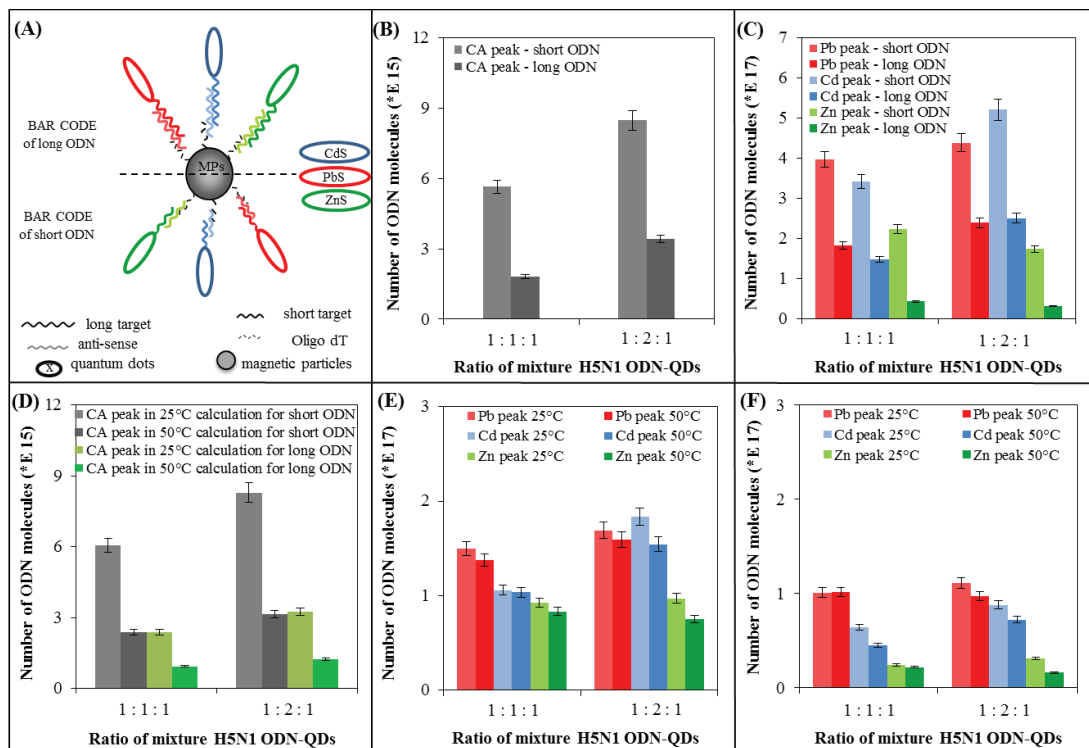 (A)
BAR CODE
of long ODN
MPs
CdS
PbS
ZnS
BAR CODE
of short ODN
long target
short target
anti-sense
Oligo dT
X
quantum dots
magnetic particles
(B)
CA peak - short ODN
CA peak - long ODN
Number of ODN molecules (*E 15)
12
9
6
3
0
1 : 1 : 1
1 : 2 : 1
Ratio of mixture H5N1 ODN-QDs
(C)
Pb peak - short ODN
Pb peak - long ODN
Cd peak - short ODN
Cd peak - long ODN
Zn peak - short ODN
Zn peak - long ODN
Number of ODN molecules (*E 17)
7
6
5
4
3
2
1
0
1 : 1 : 1
1 : 2 : 1
Ratio of mixture H5N1 ODN-QDs
(D)
CA peak in 25°C calculation for short ODN
CA peak in 50°C calculation for short ODN
CA peak in 25°C calculation for long ODN
CA peak in 50°C calculation for long ODN
Number of ODN molecules (*E 15)
12
9
6
3
0
1 : 1 : 1
1 : 2 : 1
Ratio of mixture H5N1 ODN-QDs
(E)
Pb peak 25°C
Pb peak 50°C
Cd peak 25°C
Cd peak 50°C
Zn peak 25°C
Zn peak 50°C
Number of ODN molecules (*E 17)
3
2
1
0
1 : 1 : 1
1 : 2 : 1
Ratio of mixture H5N1 ODN-QDs
(F)
Pb peak 25°C
Pb peak 50°C
Cd peak 25°C
Cd peak 50°C
Zn peak 25°C
Zn peak 50°C
Number of ODN molecules (*E 17)
3
2
1
0
1 : 1 : 1
1 : 2 : 1
Ratio of mixture H5N1 ODN-QDs